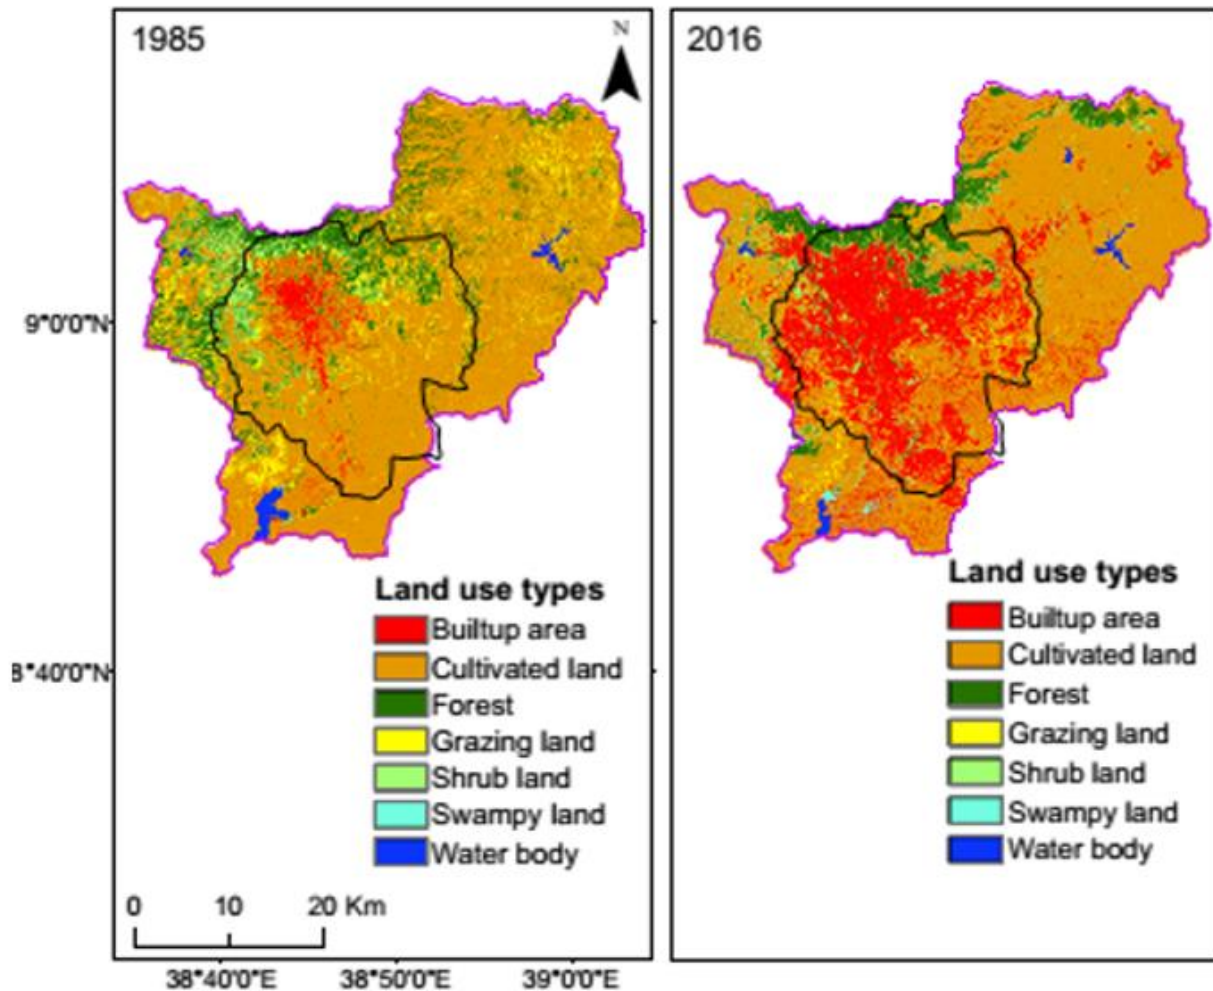 1985
N
2016
9°0'0"N
8°40'0"N
Land use types
Builtup area
Cultivated land
Forest
Grazing land
Shrub land
Swampy land
Water body
0 10 20 Km
38°40'0"E 38°50'0"E 39°0'0"E
Land use types
Builtup area
Cultivated land
Forest
Grazing land
Shrub land
Swampy land
Water body